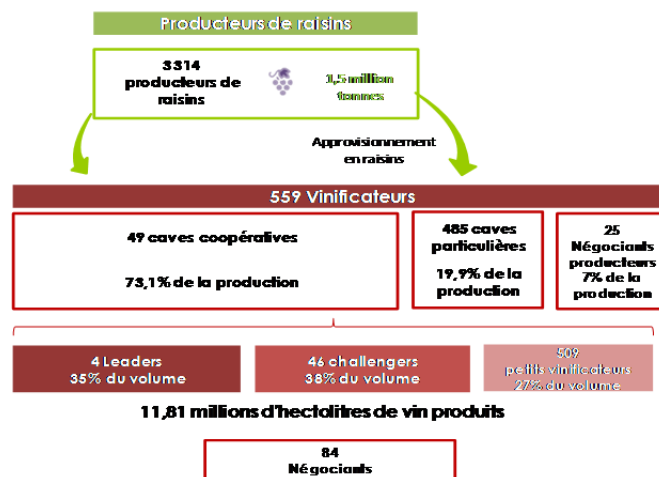 Producteurs de raisins
3314
producteurs de
raisins
1,5 million
tonnes
Approvisionnement
en raisins
559 Vinificateurs
49 caves coopératives
73,1% de la production
485 caves
particulières
19,9% de la
production
25
Négociants
producteurs
7% de la
production
4 Leaders
35% du volume
46 challengers
38% du volume
509
petits vinificateurs
27% du volume
11,81 millions d'hectolitres de vin produits
84
Négociants